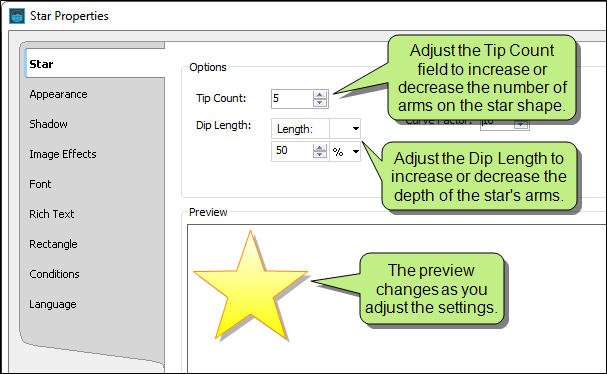 Star Properties
Star
Appearance
Shadow
Image Effects
Font
Rich Text
Rectangle
Conditions
Language
Options
Tip Count:
5
Dip Length:
Length:
50
%
Curve Factor:
Adjust the Tip Count
field to increase or
decrease the number of
arms on the star shape.
Adjust the Dip Length to
increase or decrease the
depth of the star's arms.
Preview
The preview
changes as you
adjust the settings.